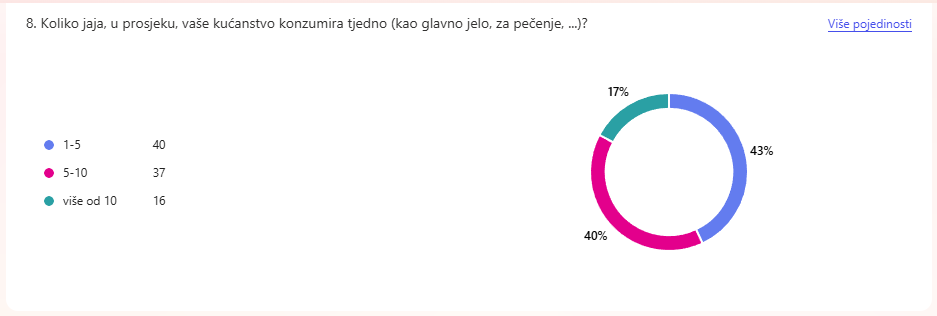 8. Koliko jaja, u prosjeku, vaše kućanstvo konzumira tjedno (kao glavno jelo, za pečenje, ...)?
Više pojedinosti
1-5 40
5-10 37
više od 10 16
17%
43%
40%